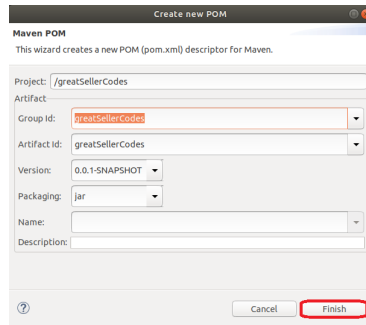 Create new POM
Maven POM
This wizard creates a new POM (pom.xml) descriptor for Maven.
Project: /greatSellerCodes
Artifact
Group Id: greatSellerCodes
Artifact Id: greatSellerCodes
Version: 0.0.1-SNAPSHOT
Packaging: jar
Name:
Description:
? Cancel Finish